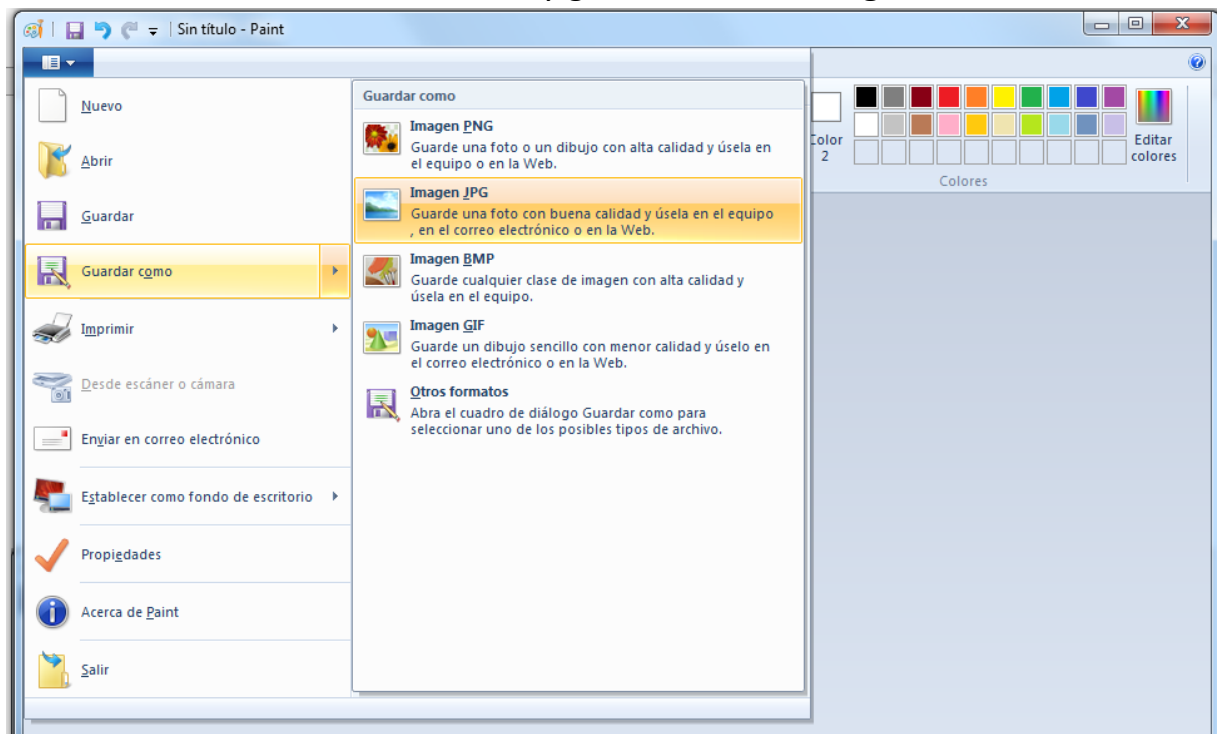 Sin título - Paint
Nuevo
Abrir
Guardar
Guardar como
Imprimir
Desde escáner o cámara
Enviar en correo electrónico
Establecer como fondo de escritorio
Propiedades
Acerca de Paint
Salir
Guardar como
Imagen PNG
Guarde una foto o un dibujo con alta calidad y úsela en
el equipo o en la Web.
Imagen JPG
Guarde una foto con buena calidad y úsela en el equipo
, en el correo electrónico o en la Web.
Imagen BMP
Guarde cualquier clase de imagen con alta calidad y
úsela en el equipo.
Imagen GIF
Guarde un dibujo sencillo con menor calidad y úselo en
el correo electrónico o en la Web.
Otros formatos
Abra el cuadro de diálogo Guardar como para
seleccionar uno de los posibles tipos de archivo.
Color
2
Editar
colores
Colores